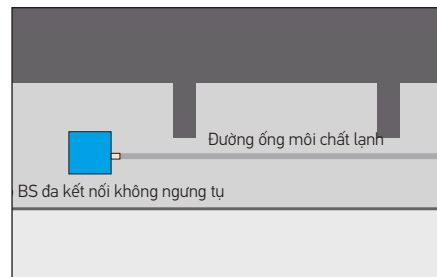 Đường ống môi chất lạnh
BS đa kết nối không ngưng tụ